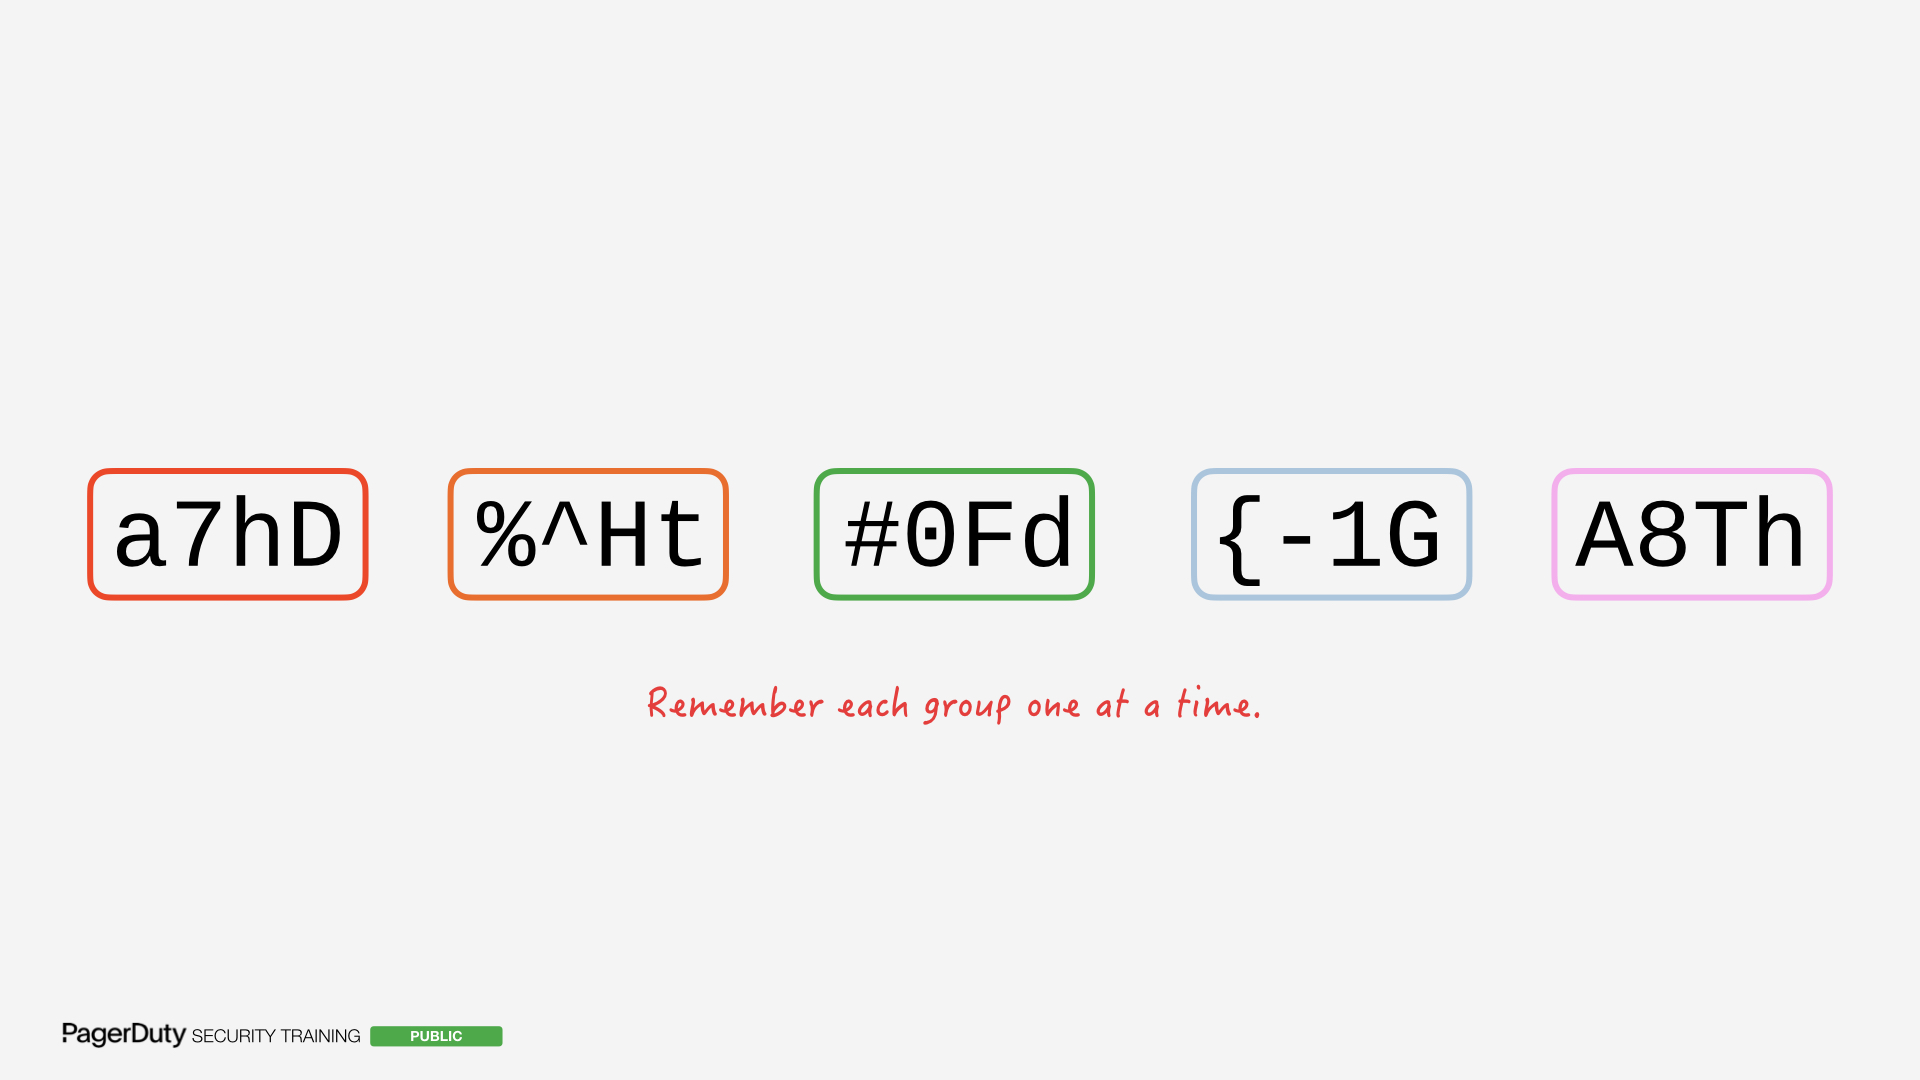 a7hD %^Ht #0Fd {-1G A8Th
Remember each group one at a time.
PagerDuty SECURITY TRAINING PUBLIC